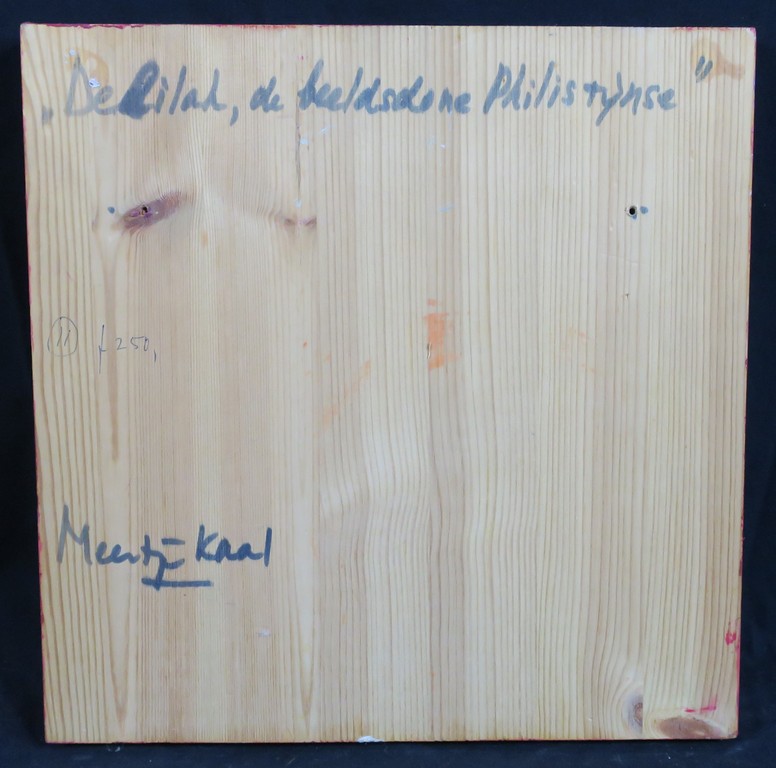 „Delilah, de beeldschone Philistijnse"
(11) f 250,
Meertje Kaal